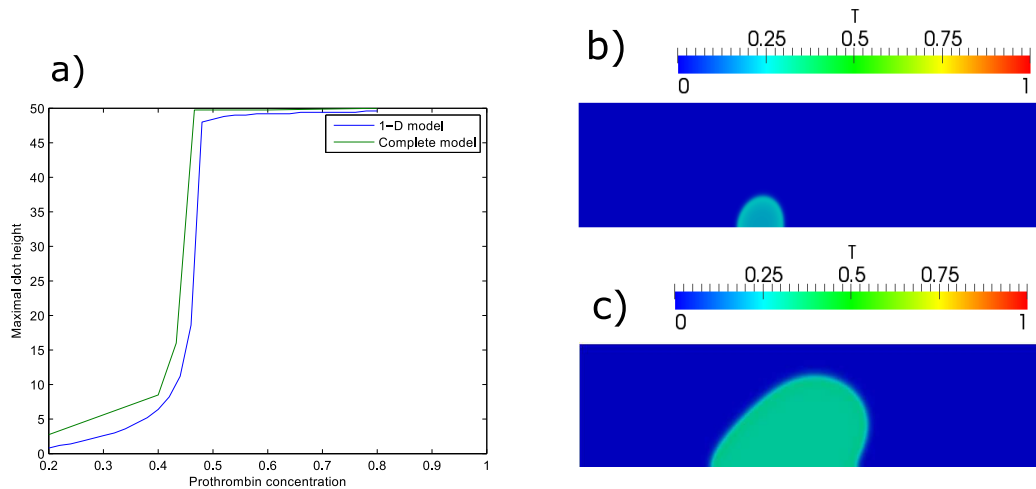 a)
50
45
40
35
30
25
20
15
10
5
0
0.2 0.3 0.4 0.5 0.6 0.7 0.8 0.9 1
Maximal clot height
Prothrombin concentration
1-D model
Complete model
b)
T
0.25 0.5 0.75
0 1
c)
T
0.25 0.5 0.75
0 1